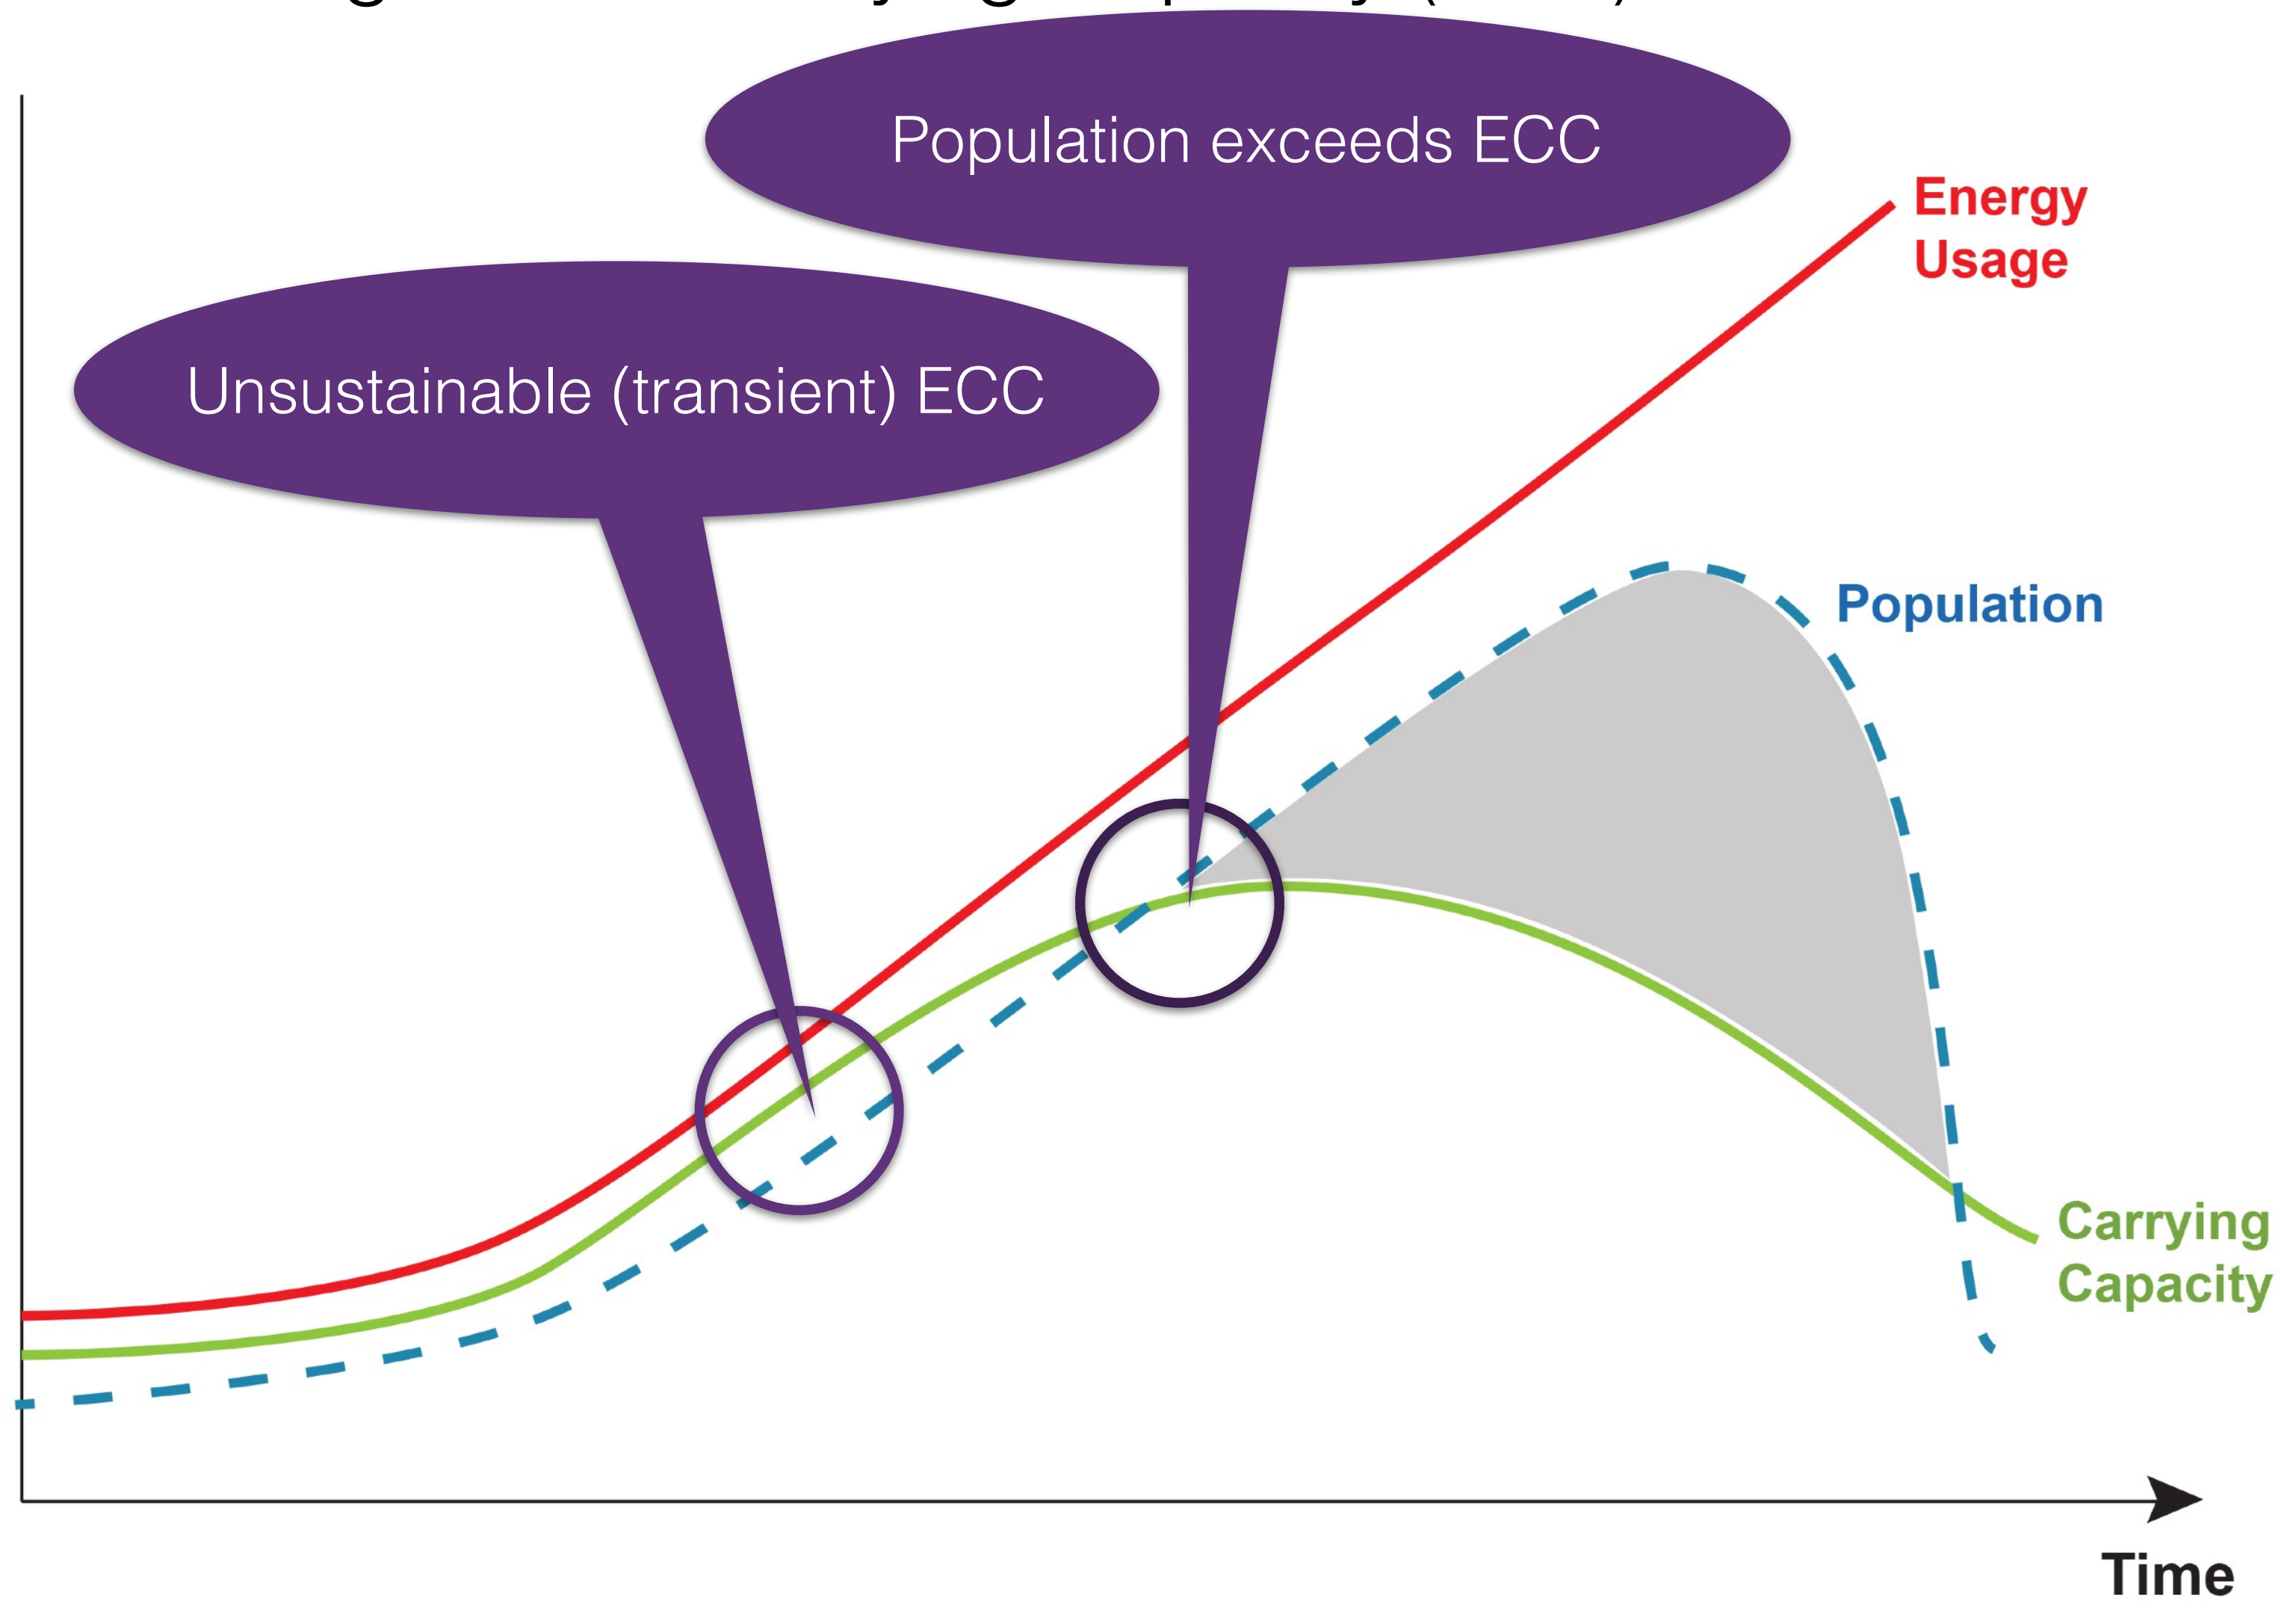 Population exceeds ECC
Energy
Usage
Unsustainable (transient) ECC
Population
Carrying
Capacity
Time